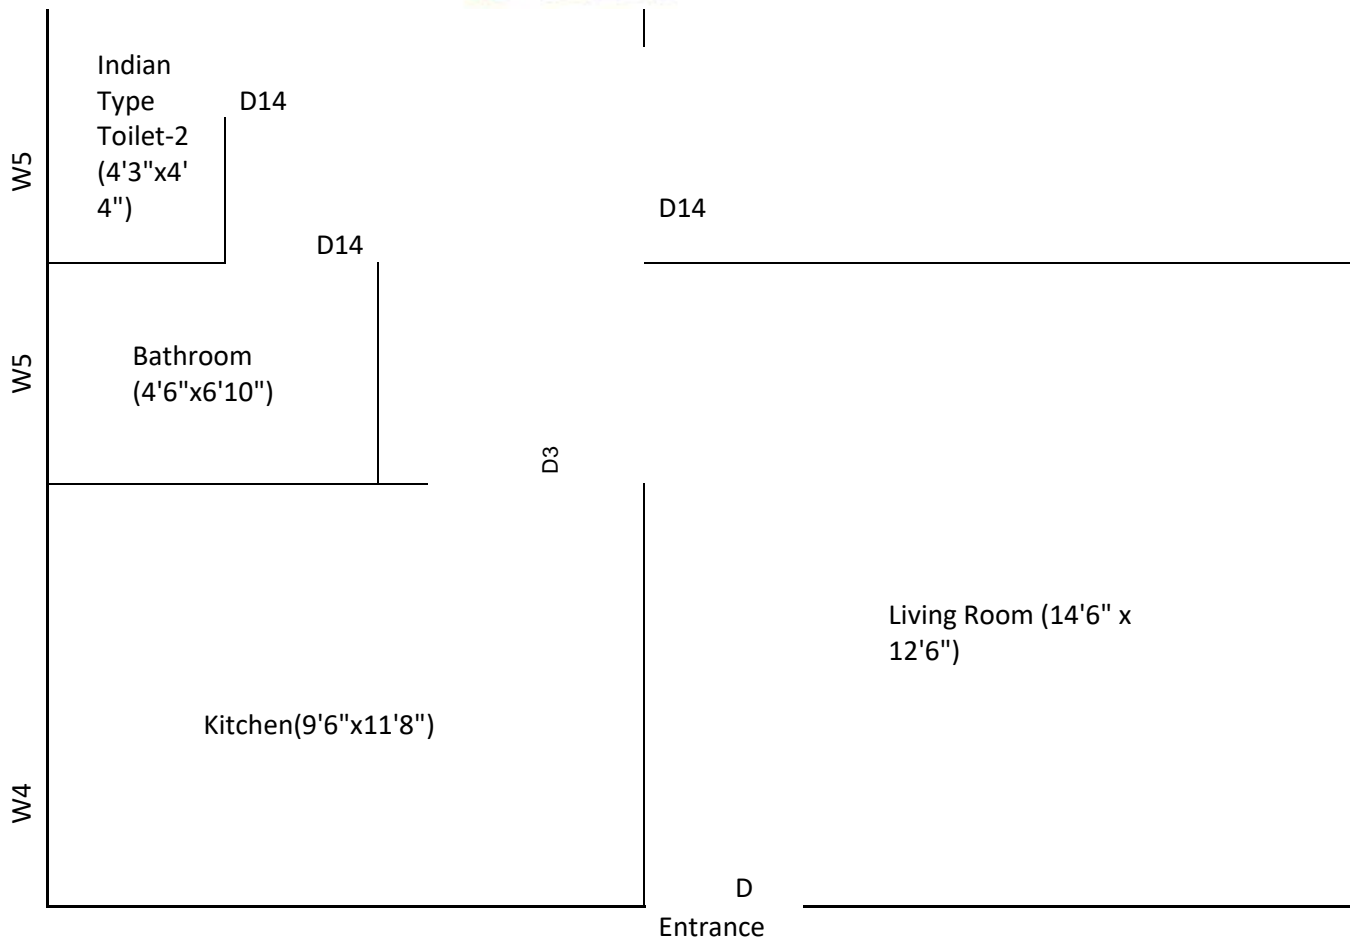 Indian
Type
Toilet-2
(4'3"x4'
4")
D14
W5
D14
D14
W5
Bathroom
(4'6"x6'10")
D3
Living Room (14'6" x
12'6")
Kitchen(9'6"x11'8")
W4
D
Entrance